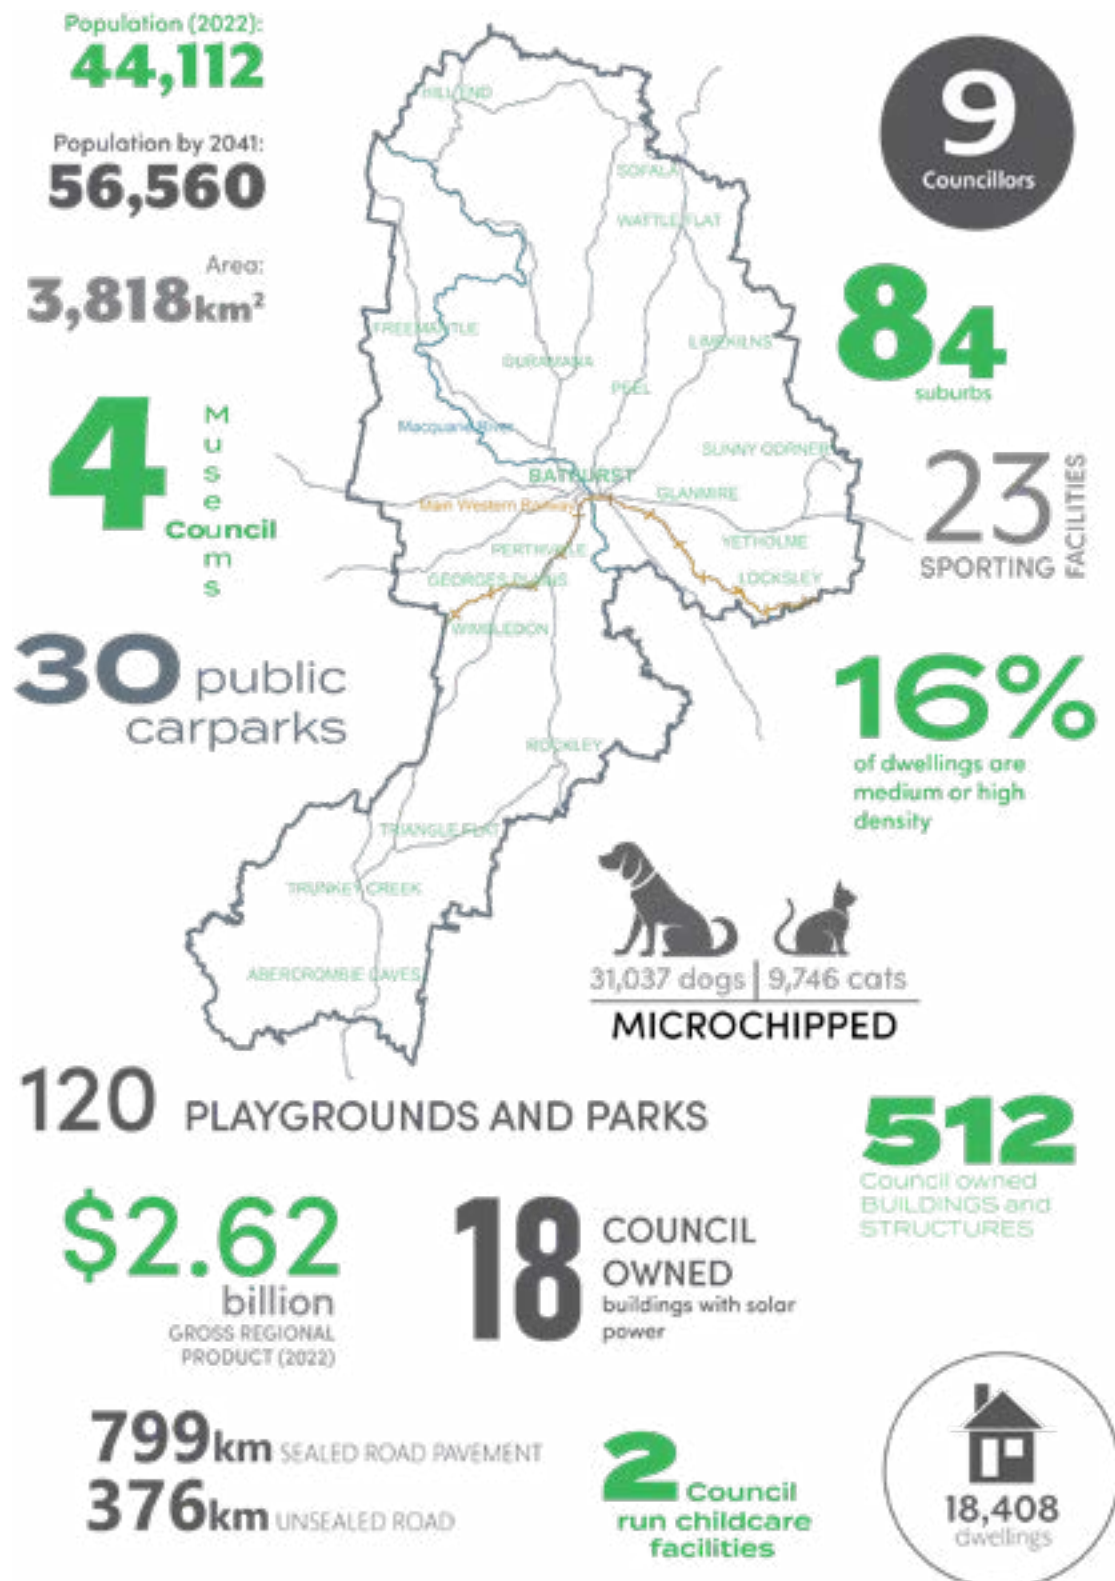 Population (2022):
44,112
Population by 2041:
56,560
Area:
3,818km²
9
Councillors
84
suburbs
4
Museums
Council
23
SPORTING
FACILITIES
30 public
carparks
16%
of dwellings are
medium or high
density
HILL END
SOFALA
WATTLE FLAT
FREEMANTLE
LIMEKILNS
DURAMANA
PEEL
Macquarie River
SUNNY CORNER
BATHURST
GLANMIRE
Main Western Railway
YETHOLME
PERTHVILLE
GEORGES PLAINS
LOCKSLEY
WIMBLEDON
ROCKLEY
TRIANGLE FLAT
TRUNKEY CREEK
ABERCROMBIE CAVES
31,037 dogs | 9,746 cats
MICROCHIPPED
120 PLAYGROUNDS AND PARKS
512
Council owned
BUILDINGS and
STRUCTURES
$2.62
billion
GROSS REGIONAL
PRODUCT (2022)
18
COUNCIL
OWNED
buildings with solar
power
799km SEALED ROAD PAVEMENT
376km UNSEALED ROAD
2 Council
run childcare
facilities
18,408
dwellings